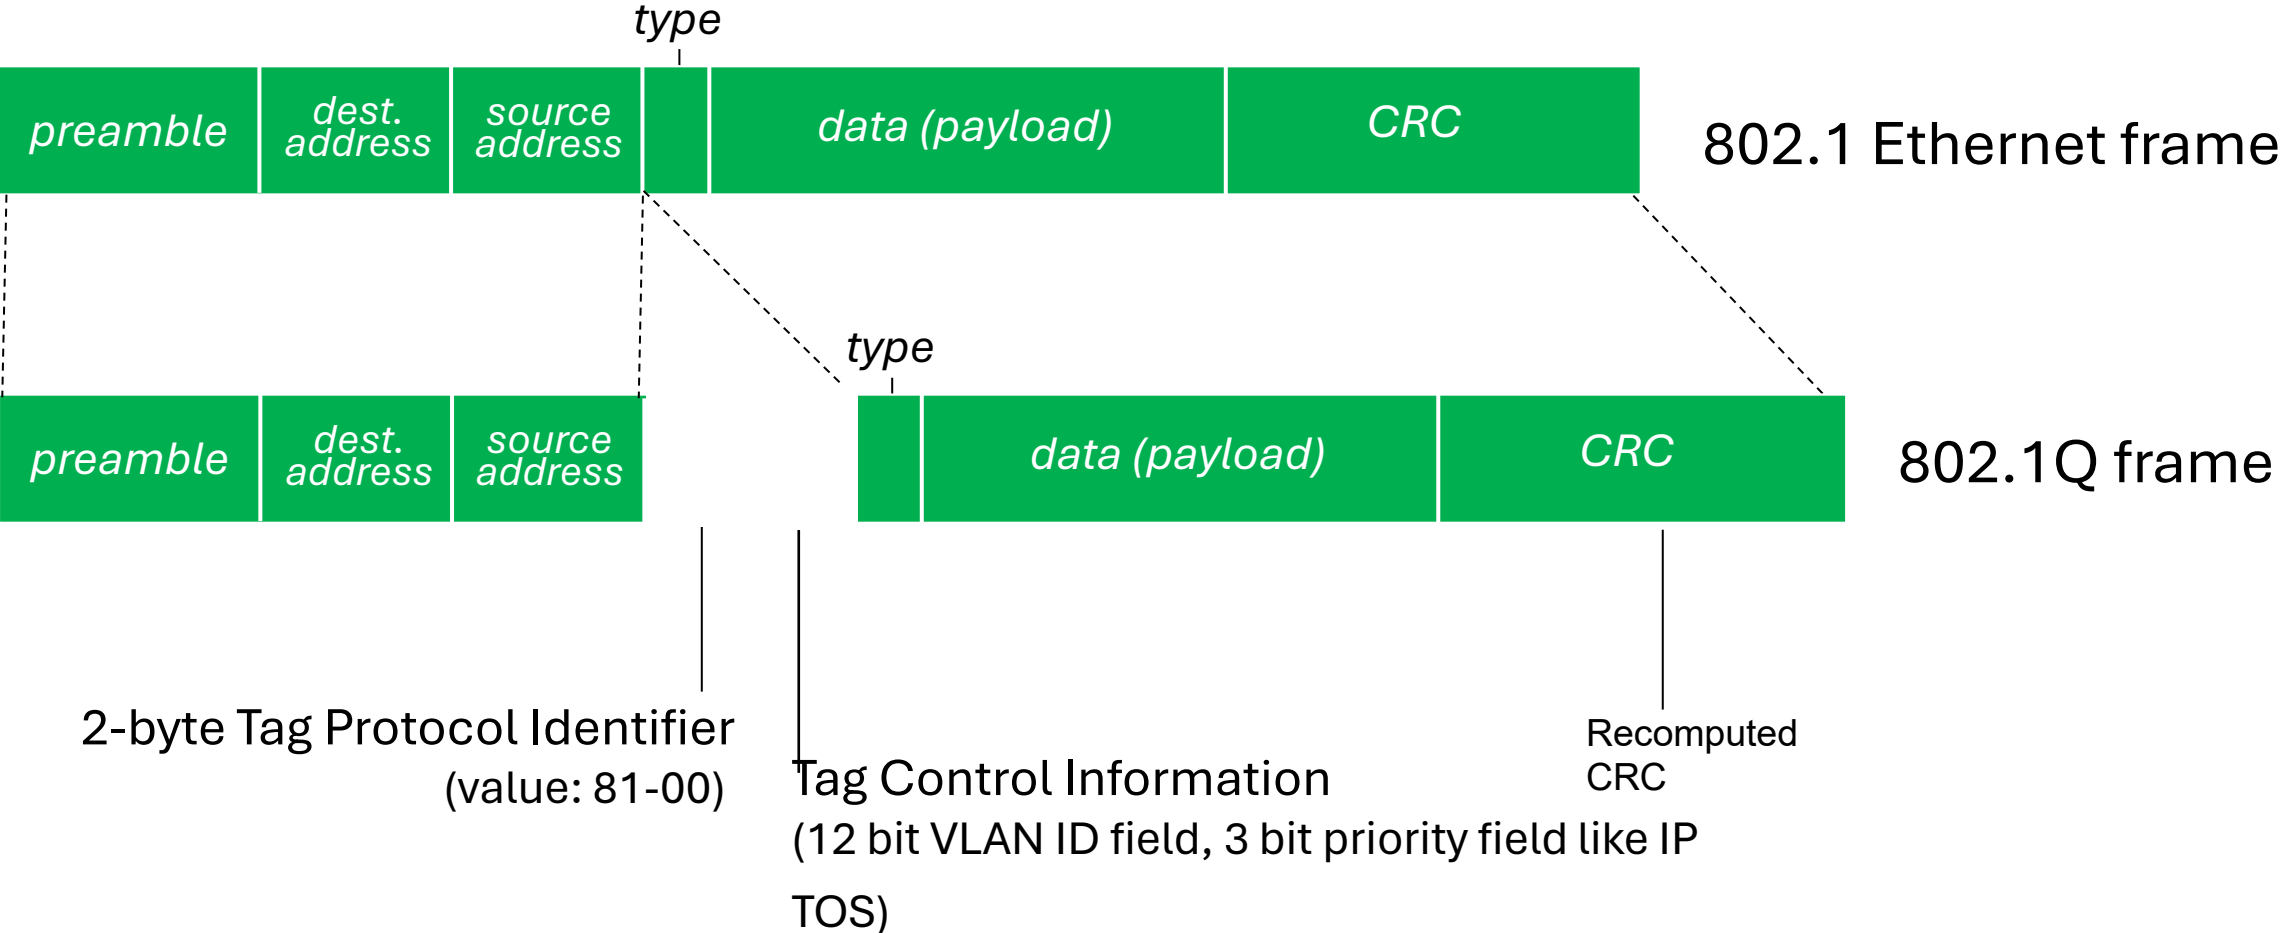 type
preamble
dest.
address
source
address
data (payload)
CRC
802.1 Ethernet frame
type
preamble
dest.
address
source
address
data (payload)
CRC
802.1Q frame
2-byte Tag Protocol Identifier
(value: 81-00)
Tag Control Information
(12 bit VLAN ID field, 3 bit priority field like IP
TOS)
Recomputed
CRC